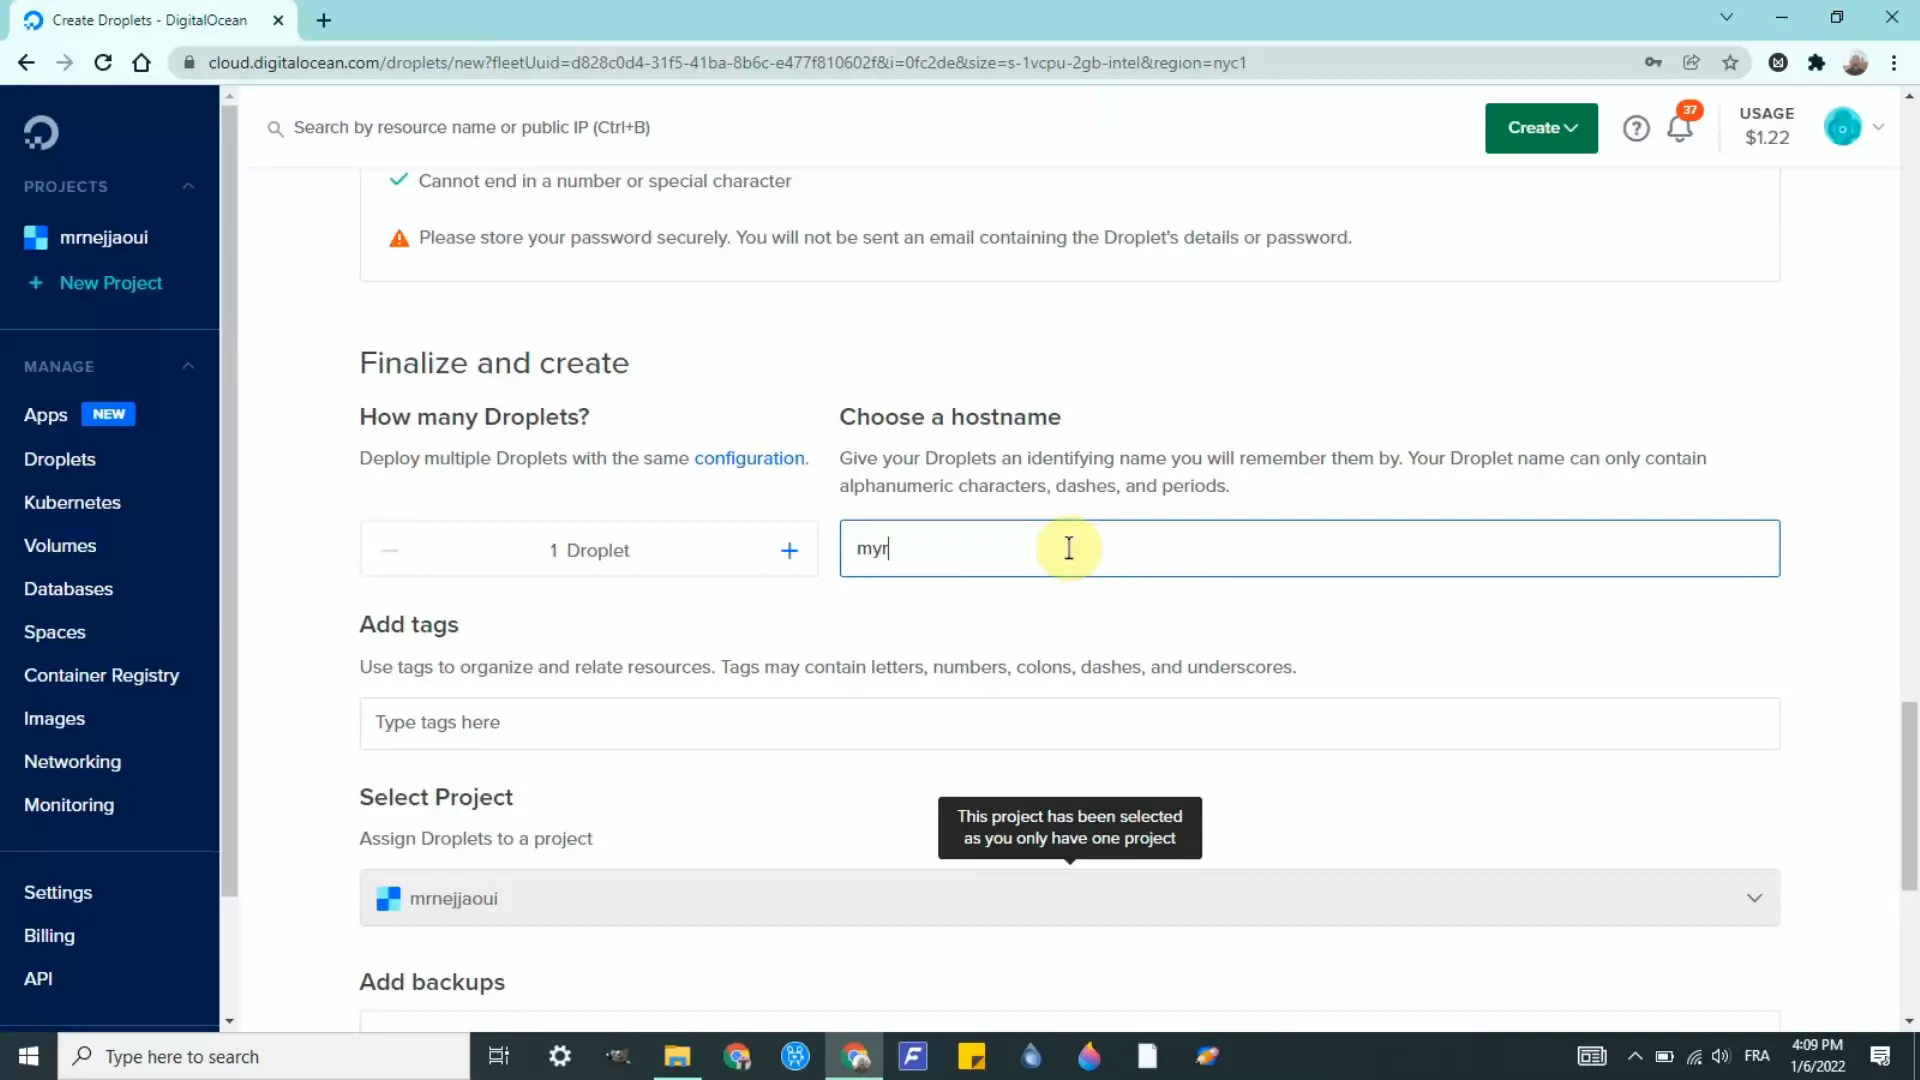 Create Droplets - DigitalOcean
cloud.digitalocean.com/droplets/new?fleetUuid=d828c0d4-31f5-41ba-8b6c-e477f810602f&i=0fc2de&size=s-1vcpu-2gb-intel&region=nyc1
Search by resource name or public IP (Ctrl+B)
Create
37
USAGE
$1.22
PROJECTS
mrnejjaoui
+ New Project
MANAGE
Apps NEW
Droplets
Kubernetes
Volumes
Databases
Spaces
Container Registry
Images
Networking
Monitoring
Settings
Billing
API
Cannot end in a number or special character
Please store your password securely. You will not be sent an email containing the Droplet's details or password.
Finalize and create
How many Droplets?
Deploy multiple Droplets with the same configuration.
1 Droplet
Choose a hostname
Give your Droplets an identifying name you will remember them by. Your Droplet name can only contain
alphanumeric characters, dashes, and periods.
myr
Add tags
Use tags to organize and relate resources. Tags may contain letters, numbers, colons, dashes, and underscores.
Type tags here
Select Project
Assign Droplets to a project
This project has been selected
as you only have one project
mrnejjaoui
Add backups
Type here to search
FRA
4:09 PM
1/6/2022